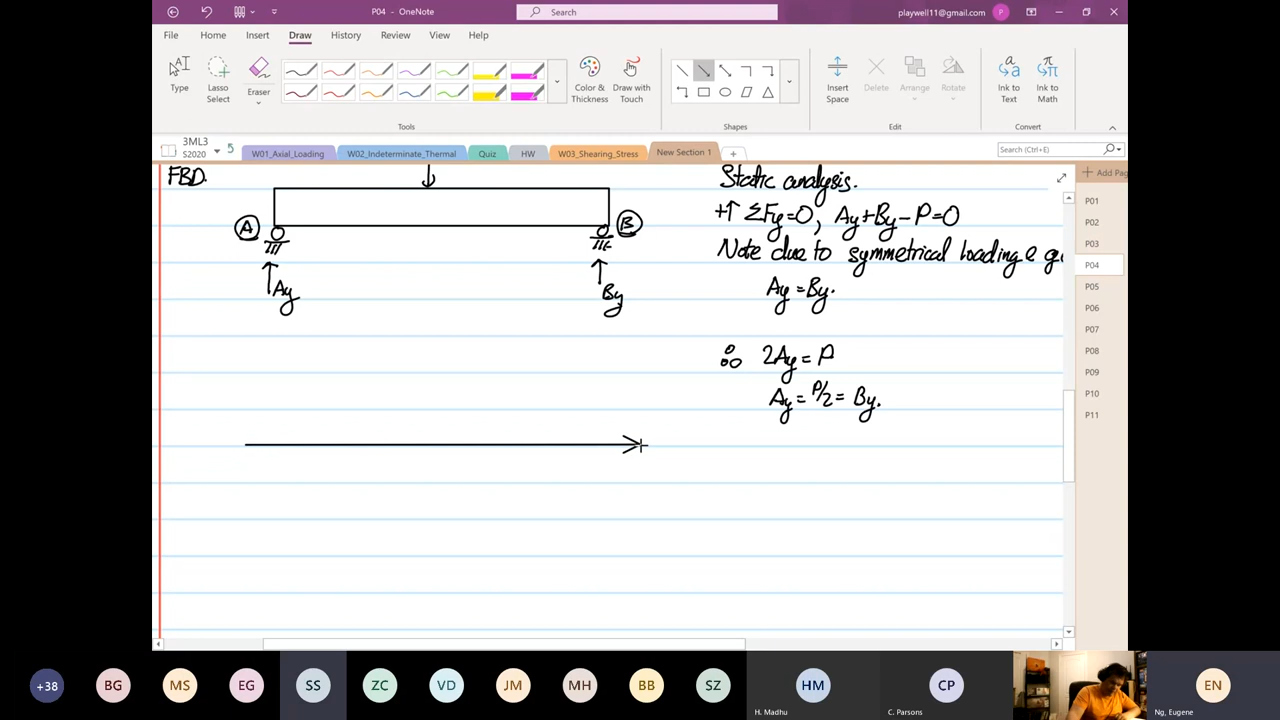 P04 - OneNote
Search
playwell11@gmail.com
P
File Home Insert Draw History Review View Help
Type
Lasso Select
Eraser
Color & Thickness
Draw with Touch
Insert Space
Delete
Arrange
Rotate
Ink to Text
Ink to Math
Tools
Shapes
Edit
Convert
3ML3 S2020
5
W01_Axial_Loading
W02_Indeterminate_Thermal
Quiz
HW
W03_Shearing_Stress
New Section 1
Search (Ctrl+E)
Add Pag
P01
P02
P03
P04
P05
P06
P07
P08
P09
P10
P11
FBD.
A
B
Ay
By
Static analysis.
+↑ ΣFy=0, Ay+By-P=0
Note due to symmetrical loading & g
Ay = By.
∴ 2Ay = P
Ay = P/2 = By.
+38
BG
MS
EG
SS
ZC
VD
JM
MH
BB
SZ
HM
H. Madhu
CP
C. Parsons
EN
Ng, Eugene